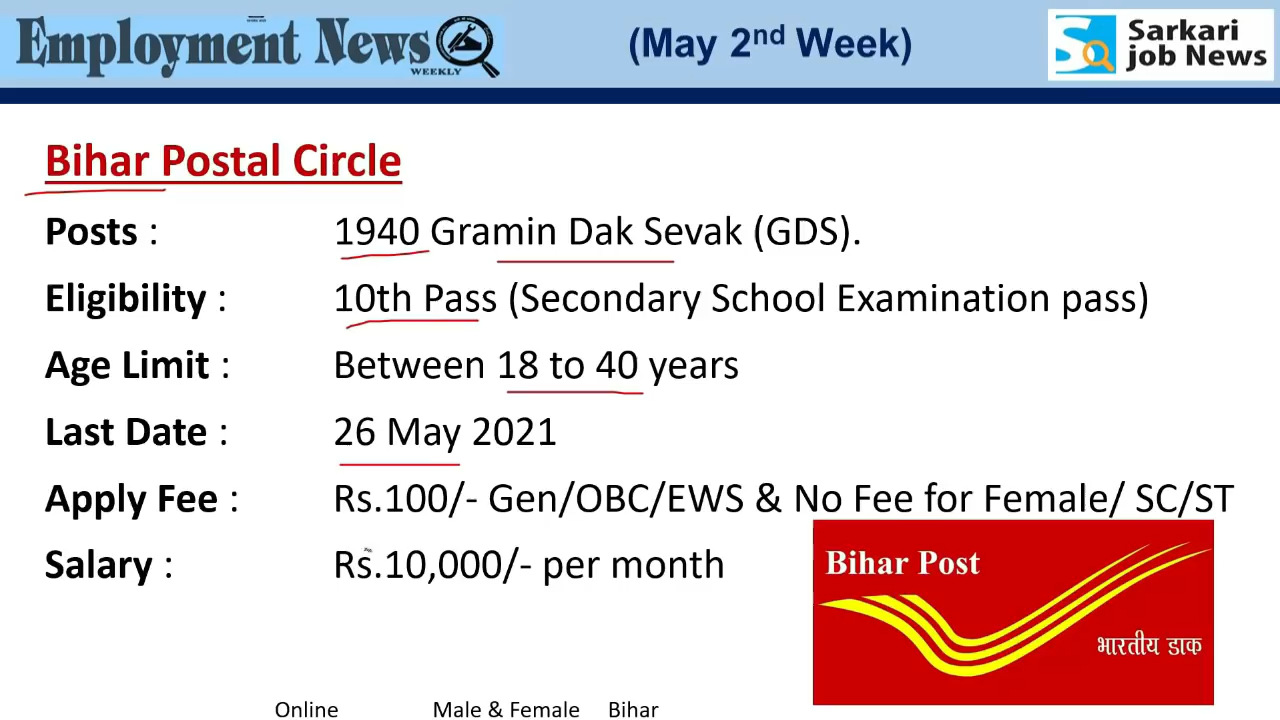 Employment News
WEEKLY
(May 2nd Week)
Sarkari
job News
Bihar Postal Circle
Posts : 1940 Gramin Dak Sevak (GDS).
Eligibility : 10th Pass (Secondary School Examination pass)
Age Limit : Between 18 to 40 years
Last Date : 26 May 2021
Apply Fee : Rs.100/- Gen/OBC/EWS & No Fee for Female/ SC/ST
Salary : Rs.10,000/- per month
Bihar Post
भारतीय डाक
Online Male & Female Bihar